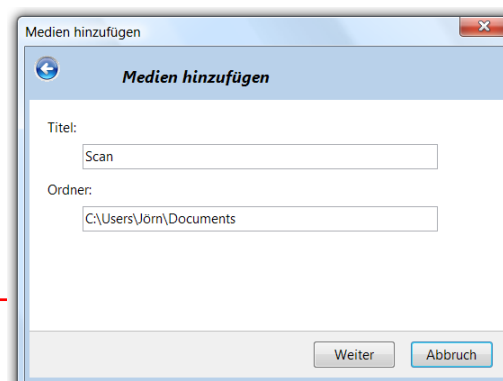 Medien hinzufügen
Medien hinzufügen
Titel:
Scan
Ordner:
C:\Users\Jörn\Documents
Weiter
Abbruch